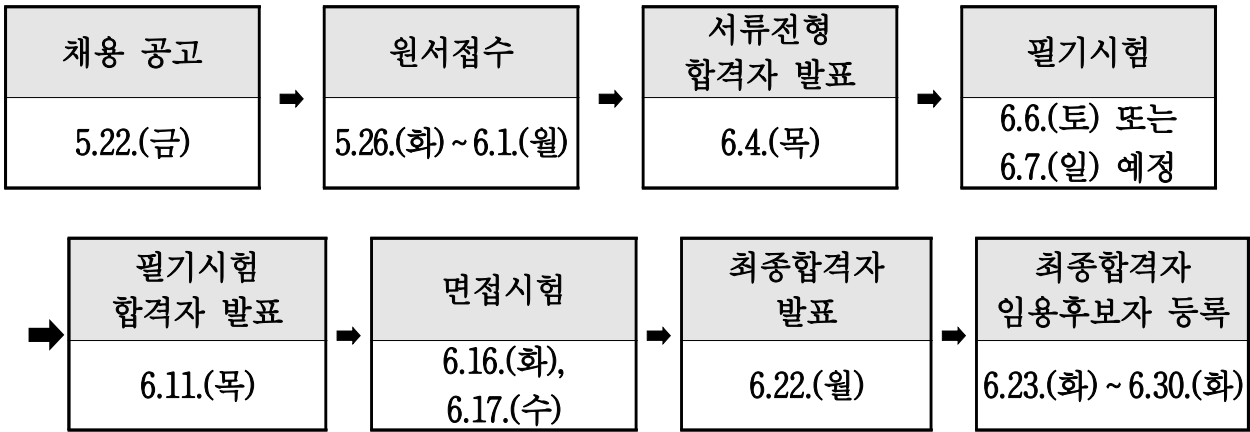 채용 공고
5.22.(금)
원서접수
5.26.(화)~6.1.(월)
서류전형
합격자 발표
6.4.(목)
필기시험
6.6.(토) 또는
6.7.(일) 예정
필기시험
합격자 발표
6.11.(목)
면접시험
6.16.(화),
6.17.(수)
최종합격자
발표
6.22.(월)
최종합격자
임용후보자 등록
6.23.(화)~6.30.(화)